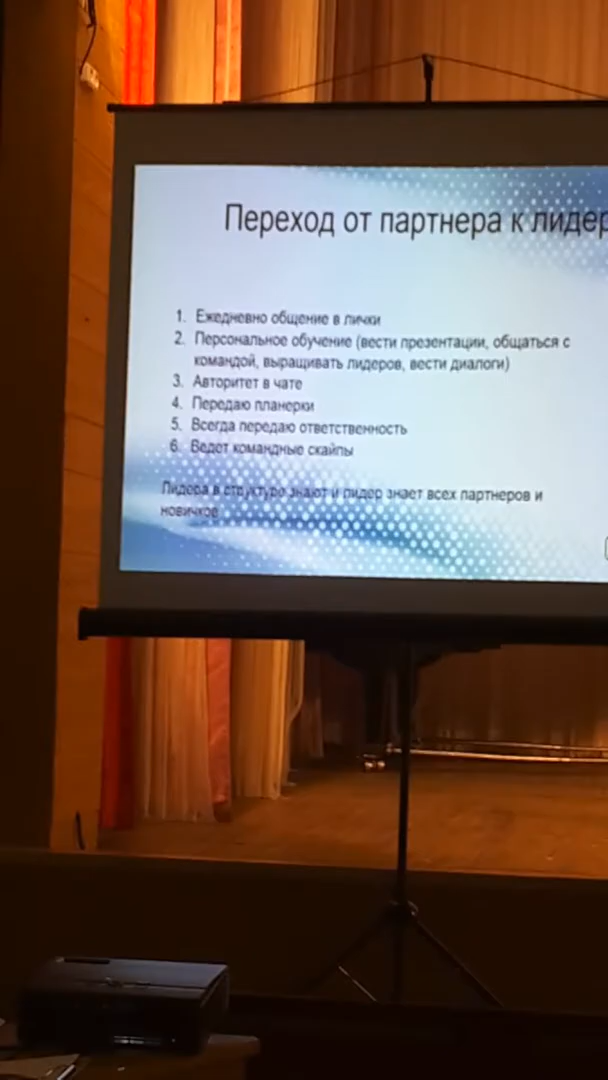 Переход от партнера к лидер
1. Ежедневно общение в лички
2. Персональное обучение (вести презентации, общаться с
командой, выращивать лидеров, вести диалоги)
3. Авторитет в чате
4. Передаю планерки
5. Всегда передаю ответственность
6. Ведет командные скайпы
Лидера в структуре знают и лидер знает всех партнеров и
новичков